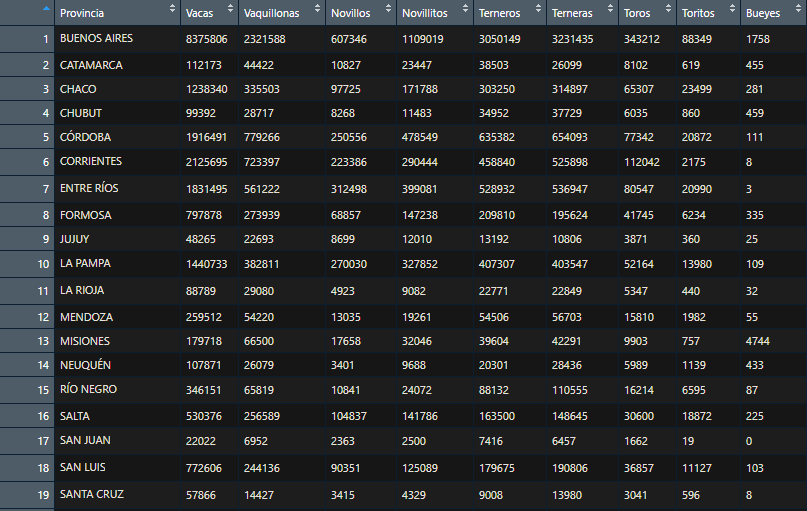 Provincia Vacas Vaquillonas Novillos Novillitos Terneros Terneras Toros Toritos Bueyes
1 BUENOS AIRES 8375806 2321588 607346 1109019 3050149 3231435 343212 88349 1758
2 CATAMARCA 112173 44422 10827 23447 38503 26099 8102 619 455
3 CHACO 1238340 335503 97725 171788 303250 314897 65307 23499 281
4 CHUBUT 99392 28717 8268 11483 34952 37729 6035 860 459
5 CÓRDOBA 1916491 779266 250556 478549 635382 654093 77342 20872 111
6 CORRIENTES 2125695 723397 223386 290444 458840 525898 112042 2175 8
7 ENTRE RÍOS 1831495 561222 312498 399081 528932 536947 80547 20990 3
8 FORMOSA 797878 273939 68857 147238 209810 195624 41745 6234 335
9 JUJUY 48265 22693 8699 12010 13192 10806 3871 360 25
10 LA PAMPA 1440733 382811 270030 327852 407307 403547 52164 13980 109
11 LA RIOJA 88789 29080 4923 9082 22771 22849 5347 440 32
12 MENDOZA 259512 54220 13035 19261 54506 56703 15810 1982 55
13 MISIONES 179718 66500 17658 32046 39604 42291 9903 757 4744
14 NEUQUÉN 107871 26079 3401 9688 20301 28436 5989 1139 433
15 RÍO NEGRO 346151 65819 10841 24072 88132 110555 16214 6595 87
16 SALTA 530376 256589 104837 141786 163500 148645 30600 18872 225
17 SAN JUAN 22022 6952 2363 2500 7416 6457 1662 19 0
18 SAN LUIS 772606 244136 90351 125089 179675 190806 36857 11127 103
19 SANTA CRUZ 57866 14427 3415 4329 9008 13980 3041 596 8